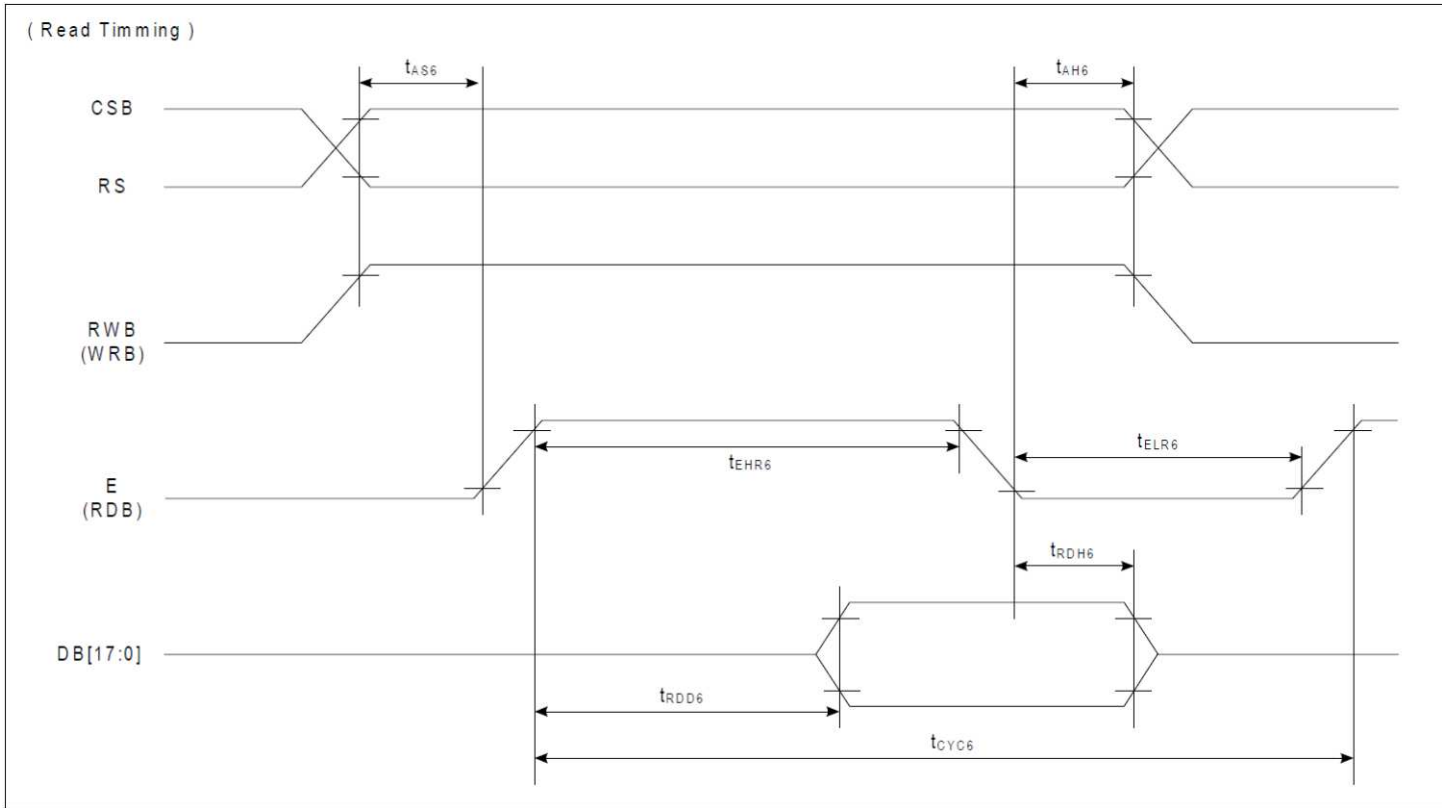 ( Read Timming )
tAS6
tAH6
CSB
RS
RWB
(WRB)
tEHR6
tELR6
E
(RDB)
tRDH6
DB[17:0]
tRDD6
tCYC6